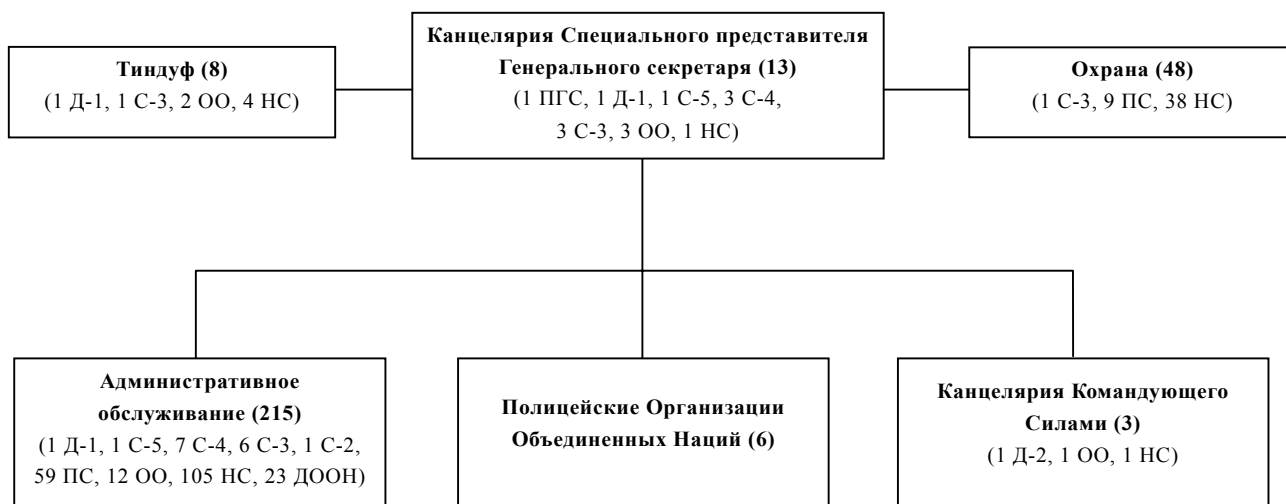 Канцелярия Специального представителя
Генерального секретаря (13)
(1 ПГС, 1 Д-1, 1 С-5, 3 С-4,
3 С-3, 3 ОО, 1 НС)
Тиндуф (8)
(1 Д-1, 1 С-3, 2 ОО, 4 НС)
Охрана (48)
(1 С-3, 9 ПС, 38 НС)
Административное
обслуживание (215)
(1 Д-1, 1 С-5, 7 С-4, 6 С-3, 1 С-2,
59 ПС, 12 ОО, 105 НС, 23 ДООН)
Полицейские Организации
Объединенных Наций (6)
Канцелярия Командующего
Силами (3)
(1 Д-2, 1 ОО, 1 НС)